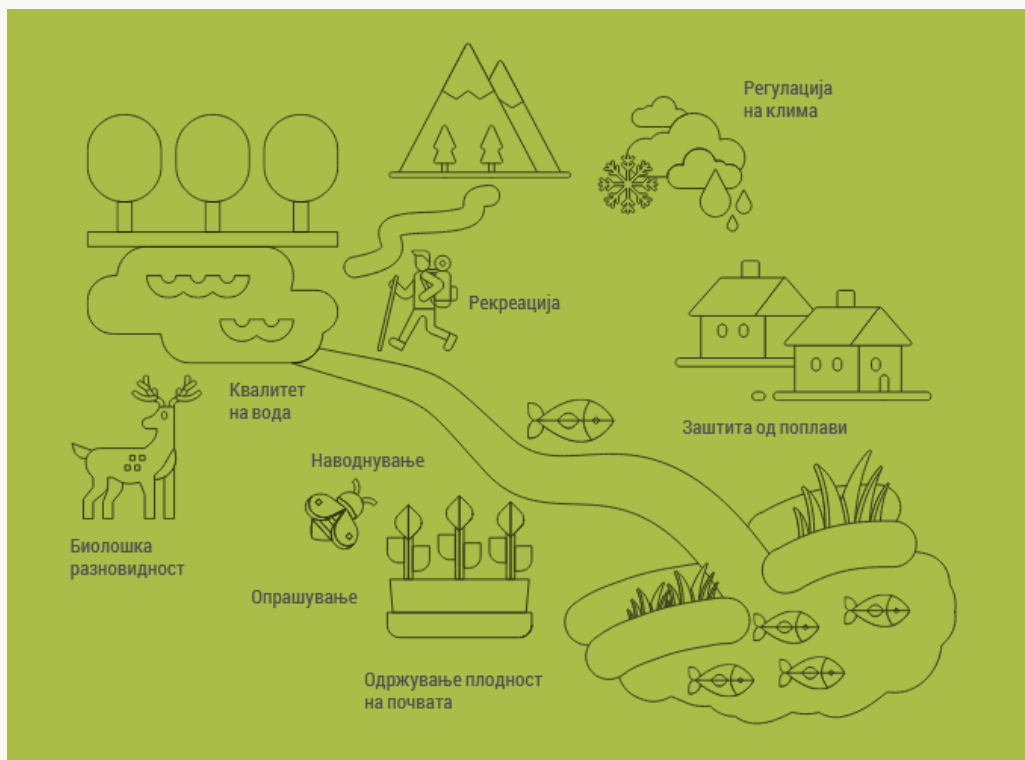 Регулација
на клима
Рекреација
Квалитет
на вода
Заштита од поплави
Наводнување
Биолошка
разновидност
Опрашување
Одржување плодност
на почвата